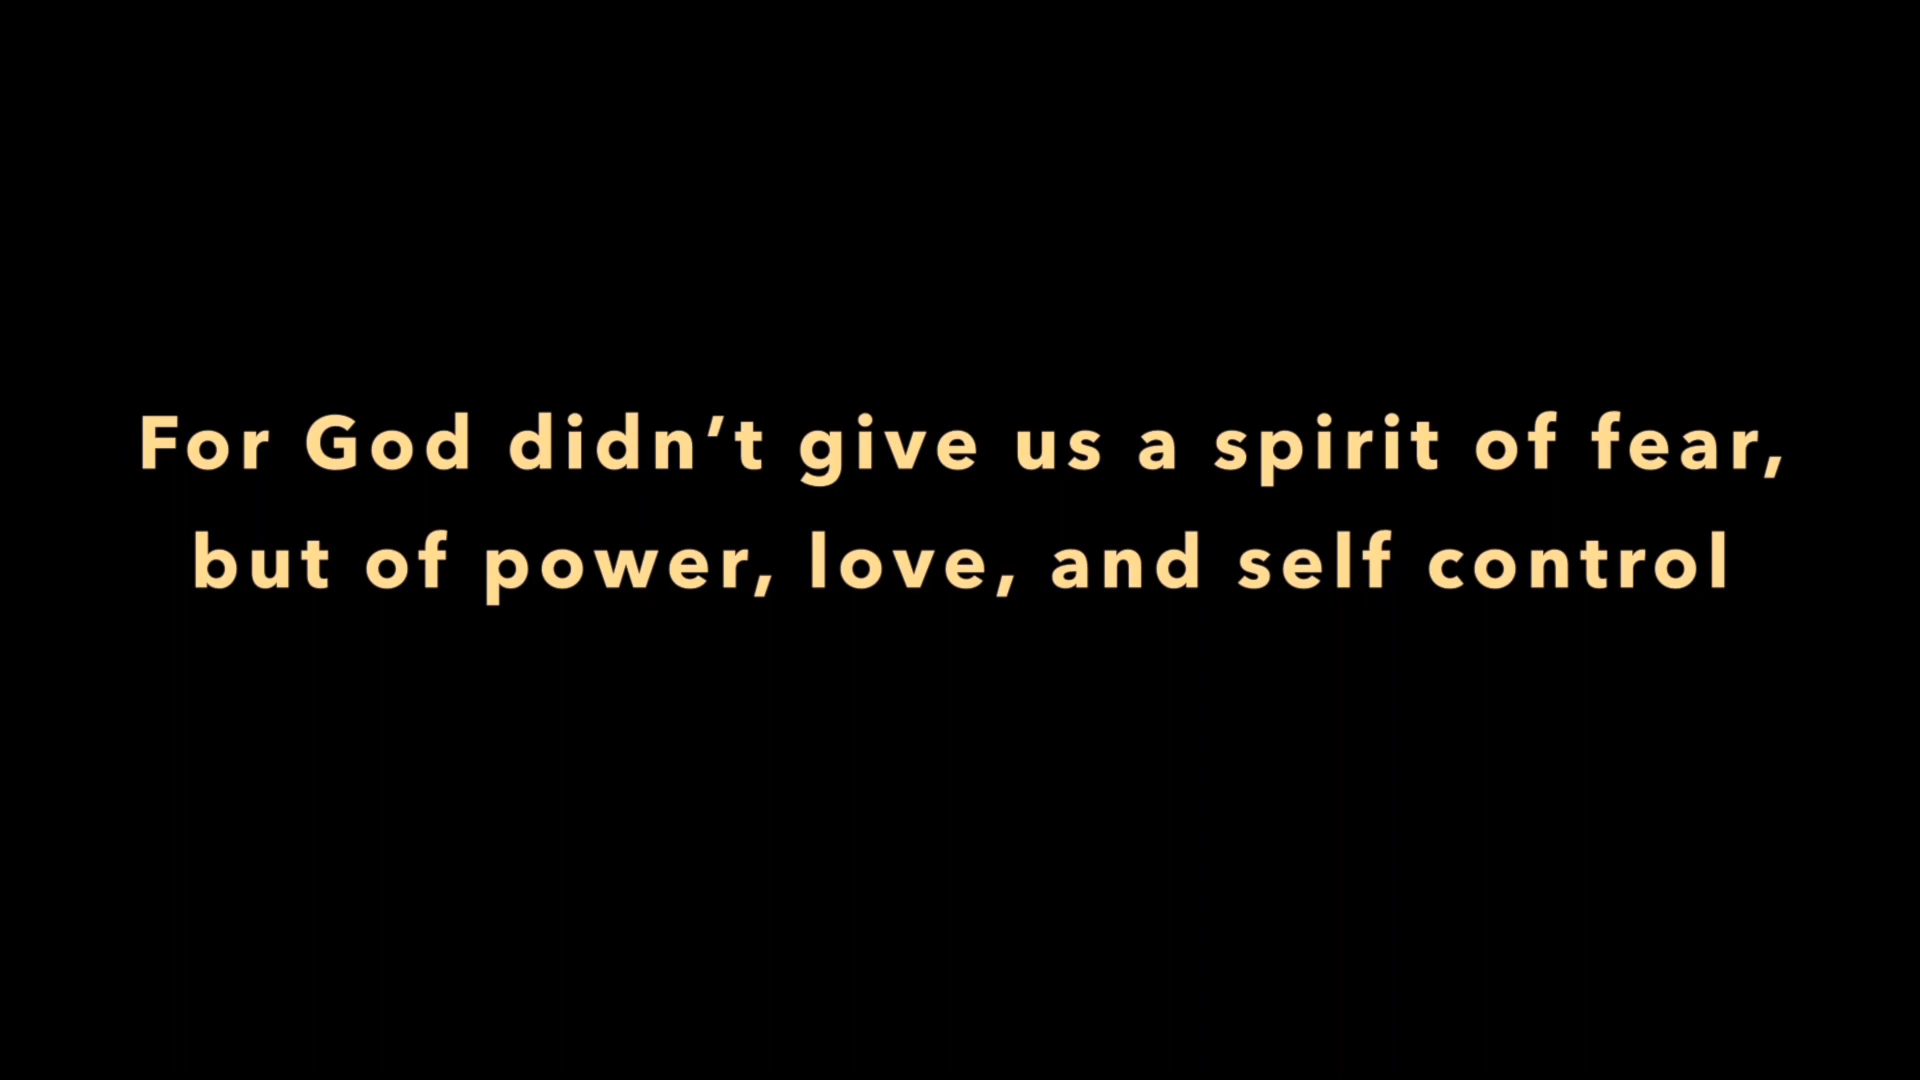 For God didn’t give us a spirit of fear,
but of power, love, and self control